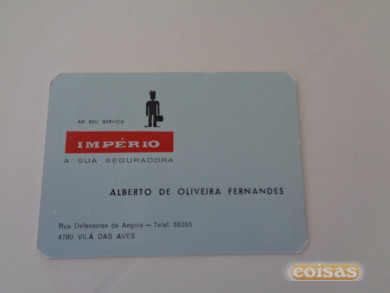 AO SEU SERVIÇO
IMPÉRIO
A SUA SEGURADORA
ALBERTO DE OLIVEIRA FERNANDES
Rua Defensores de Angola — Telef. 55253
4780 VILA DAS AVES
coisas